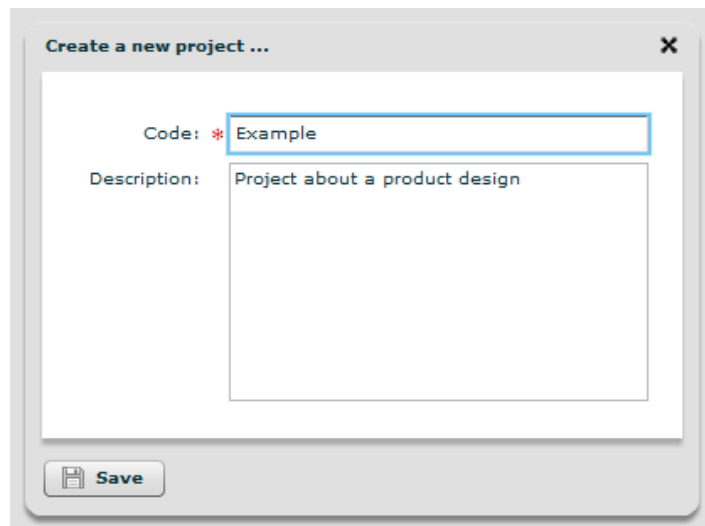 Create a new project ...
Code: * Example
Description: Project about a product design
Save